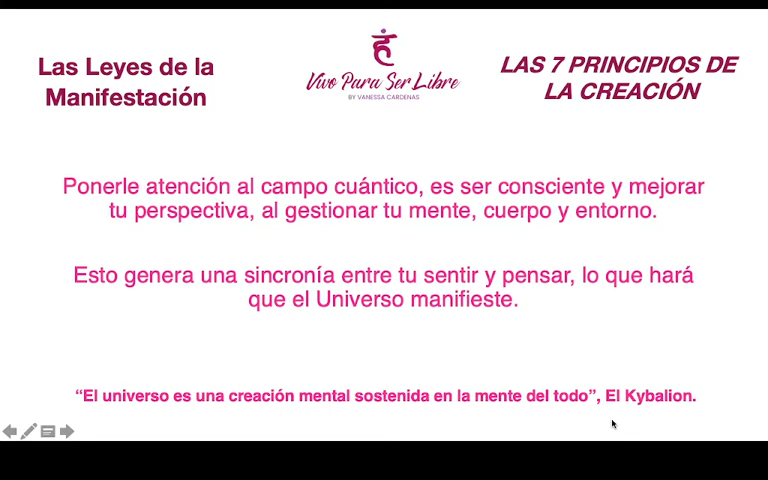 Las Leyes de la
Manifestación
हं
Vivo Para Ser Libre
BY VANESSA CARDENAS
LAS 7 PRINCIPIOS DE
LA CREACIÓN
Ponerle atención al campo cuántico, es ser consciente y mejorar
tu perspectiva, al gestionar tu mente, cuerpo y entorno.
Esto genera una sincronía entre tu sentir y pensar, lo que hará
que el Universo manifieste.
“El universo es una creación mental sostenida en la mente del todo”, El Kybalion.